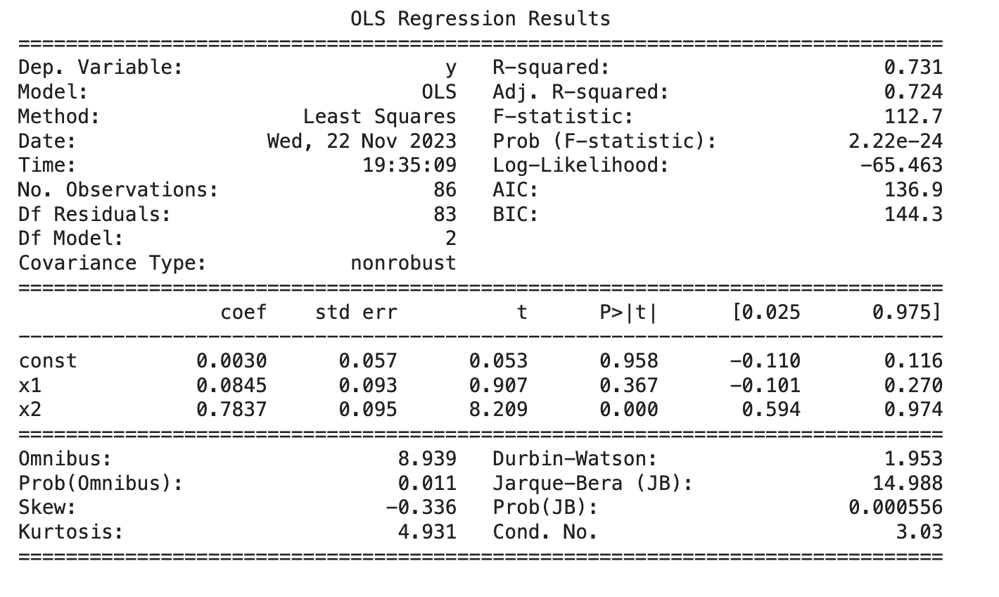 OLS Regression Results
==============================================================================
Dep. Variable:                      y   R-squared:                       0.731
Model:                            OLS   Adj. R-squared:                  0.724
Method:                 Least Squares   F-statistic:                     112.7
Date:                Wed, 22 Nov 2023   Prob (F-statistic):           2.22e-24
Time:                        19:35:09   Log-Likelihood:                -65.463
No. Observations:                  86   AIC:                             136.9
Df Residuals:                      83   BIC:                             144.3
Df Model:                           2
Covariance Type:            nonrobust
==============================================================================
                 coef    std err          t      P>|t|      [0.025      0.975]
------------------------------------------------------------------------------
const          0.0030      0.057      0.053      0.958      -0.110       0.116
x1             0.0845      0.093      0.907      0.367      -0.101       0.270
x2             0.7837      0.095      8.209      0.000       0.594       0.974
==============================================================================
Omnibus:                        8.939   Durbin-Watson:                   1.953
Prob(Omnibus):                  0.011   Jarque-Bera (JB):               14.988
Skew:                          -0.336   Prob(JB):                     0.000556
Kurtosis:                       4.931   Cond. No.                         3.03
==============================================================================